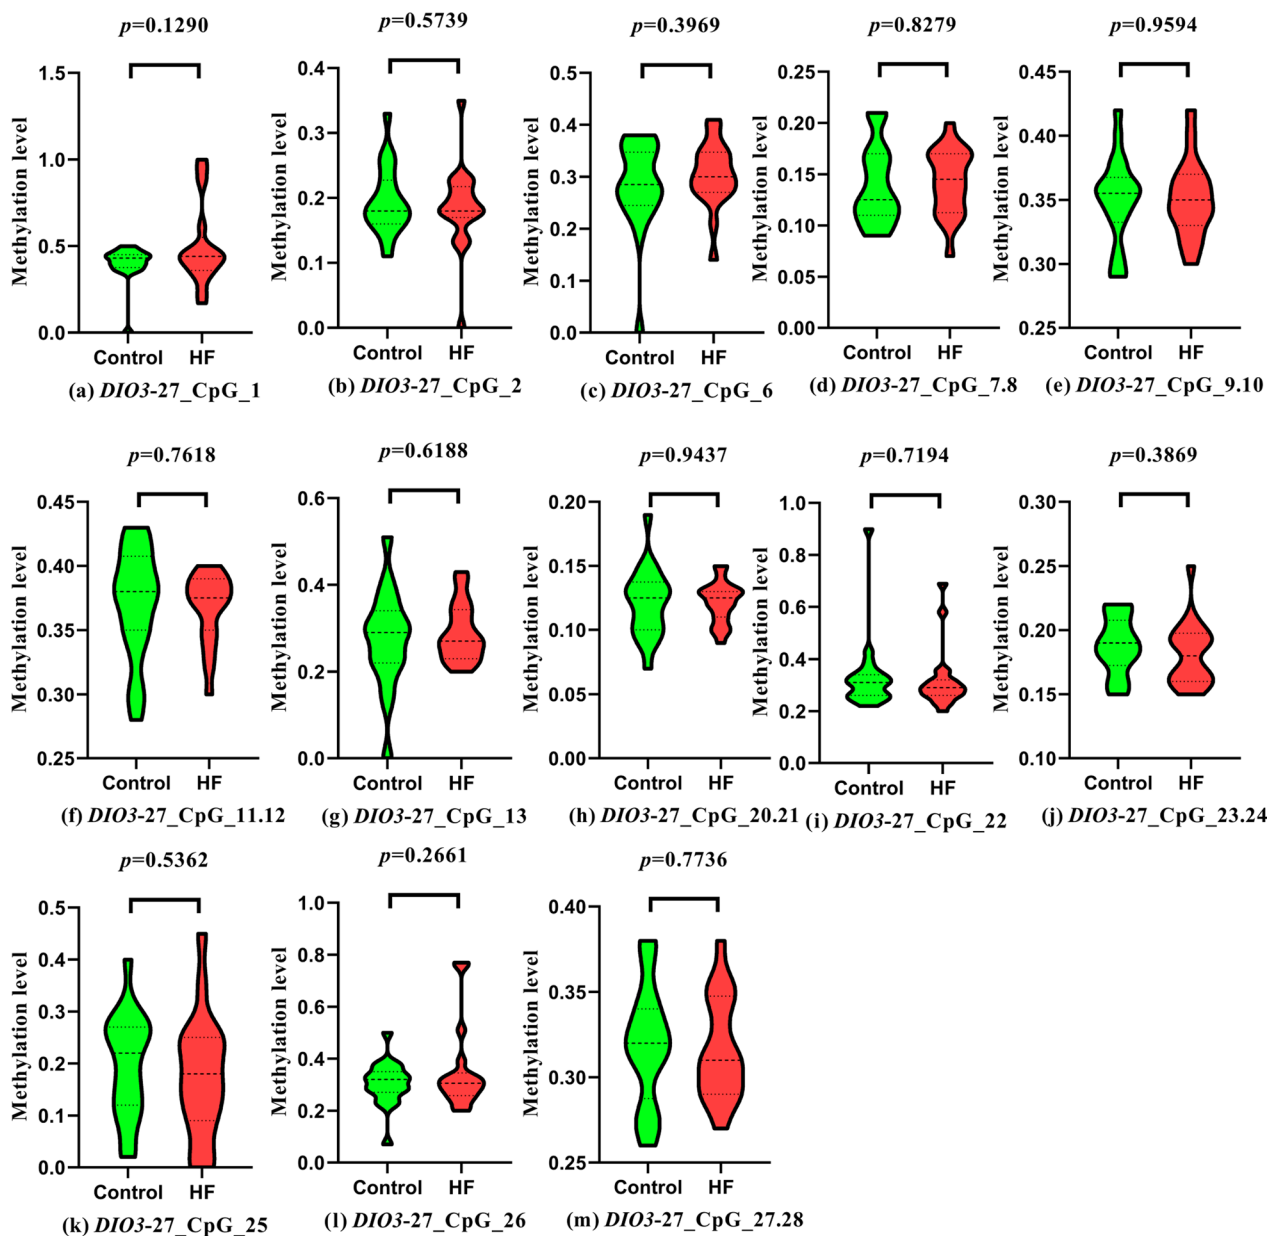 p=0.1290
p=0.5739
p=0.3969
p=0.8279
p=0.9594
Methylation level
1.5
1.0
0.5
0.0
Control HF
(a) DIO3-27_CpG_1
Methylation level
0.4
0.3
0.2
0.1
0.0
Control HF
(b) DIO3-27_CpG_2
Methylation level
0.5
0.4
0.3
0.2
0.1
0.0
Control HF
(c) DIO3-27_CpG_6
Methylation level
0.25
0.20
0.15
0.10
0.05
0.00
Control HF
(d) DIO3-27_CpG_7.8
Methylation level
0.45
0.40
0.35
0.30
0.25
Control HF
(e) DIO3-27_CpG_9.10
p=0.7618
p=0.6188
p=0.9437
p=0.7194
p=0.3869
Methylation level
0.45
0.40
0.35
0.30
0.25
Control HF
(f) DIO3-27_CpG_11.12
Methylation level
0.6
0.4
0.2
0.0
Control HF
(g) DIO3-27_CpG_13
Methylation level
0.20
0.15
0.10
0.05
0.00
Control HF
(h) DIO3-27_CpG_20.21
Methylation level
1.0
0.8
0.6
0.4
0.2
0.0
Control HF
(i) DIO3-27_CpG_22
Methylation level
0.30
0.25
0.20
0.15
0.10
Control HF
(j) DIO3-27_CpG_23.24
p=0.5362
p=0.2661
p=0.7736
Methylation level
0.5
0.4
0.3
0.2
0.1
0.0
Control HF
(k) DIO3-27_CpG_25
Methylation level
1.0
0.8
0.6
0.4
0.2
0.0
Control HF
(l) DIO3-27_CpG_26
Methylation level
0.40
0.35
0.30
0.25
Control HF
(m) DIO3-27_CpG_27.28